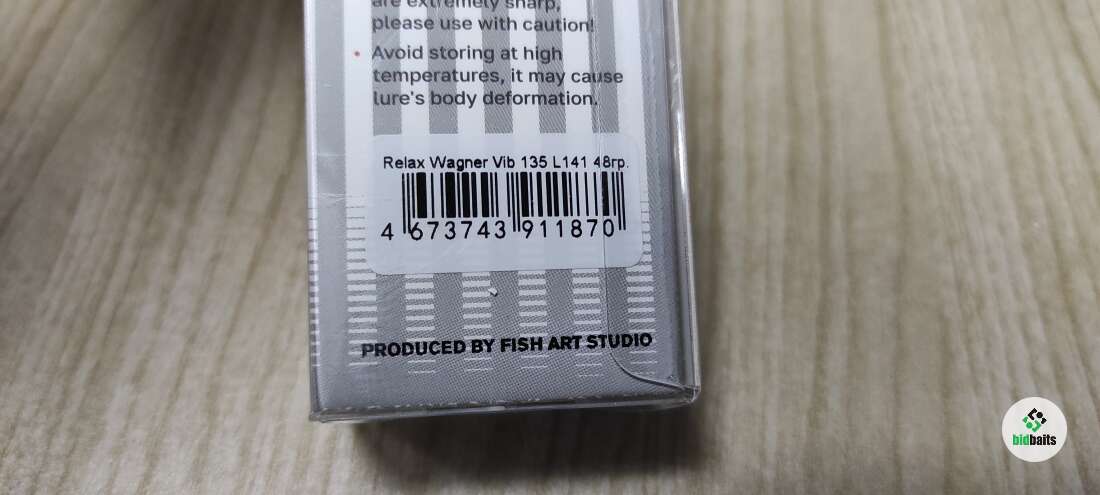 are extremely sharp,
please use with caution!
• Avoid storing at high
temperatures, it may cause
lure's body deformation.
Relax Wagner Vib 135 L141 48гр.
4 673743 911870
PRODUCED BY FISH ART STUDIO
bidbaits